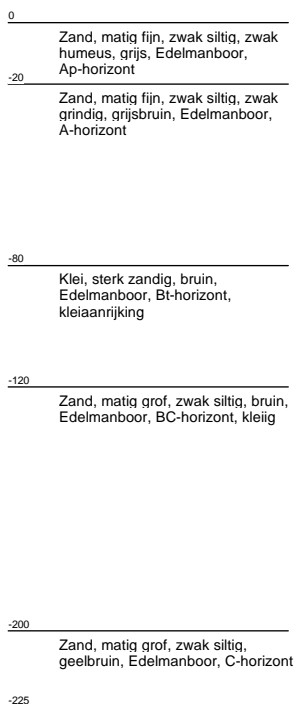 0
Zand, matig fijn, zwak siltig, zwak
humeus, grijs, Edelmanboor,
Ap-horizont
-20
Zand, matig fijn, zwak siltig, zwak
grindig, grijsbruin, Edelmanboor,
A-horizont
-80
Klei, sterk zandig, bruin,
Edelmanboor, Bt-horizont,
kleiaanrijking
-120
Zand, matig grof, zwak siltig, bruin,
Edelmanboor, BC-horizont, kleiig
-200
Zand, matig grof, zwak siltig,
geelbruin, Edelmanboor, C-horizont
-225